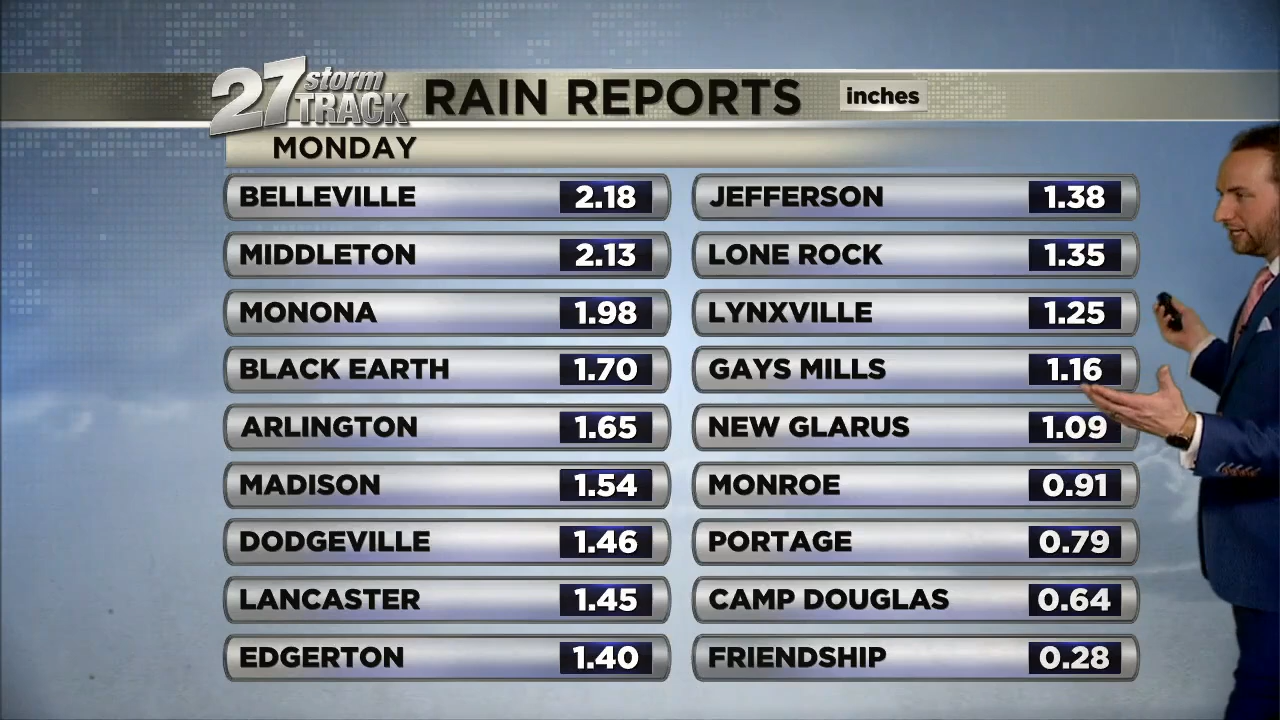 27 storm TRACK RAIN REPORTS inches
MONDAY
BELLEVILLE 2.18
MIDDLETON 2.13
MONONA 1.98
BLACK EARTH 1.70
ARLINGTON 1.65
MADISON 1.54
DODGEVILLE 1.46
LANCASTER 1.45
EDGERTON 1.40
JEFFERSON 1.38
LONE ROCK 1.35
LYNXVILLE 1.25
GAYS MILLS 1.16
NEW GLARUS 1.09
MONROE 0.91
PORTAGE 0.79
CAMP DOUGLAS 0.64
FRIENDSHIP 0.28